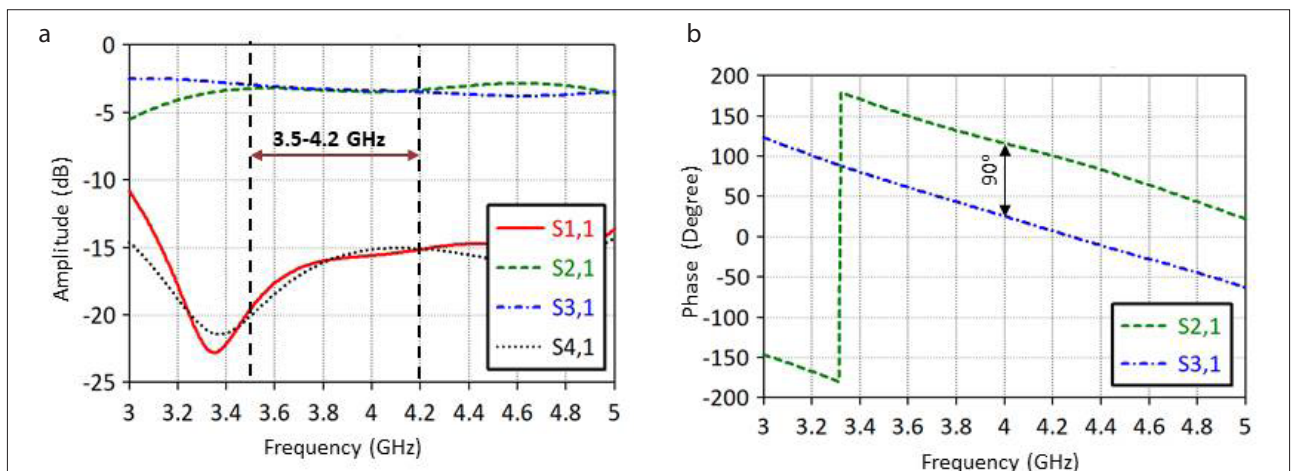 a
0
-5
-10
-15
-20
-25
Amplitude (dB)
3.5-4.2 GHz
S1,1
S2,1
S3,1
S4,1
3 3.2 3.4 3.6 3.8 4 4.2 4.4 4.6 4.8 5
Frequency (GHz)
b
200
150
100
50
0
-50
-100
-150
-200
Phase (Degree)
90°
S2,1
S3,1
3 3.2 3.4 3.6 3.8 4 4.2 4.4 4.6 4.8 5
Frequency (GHz)